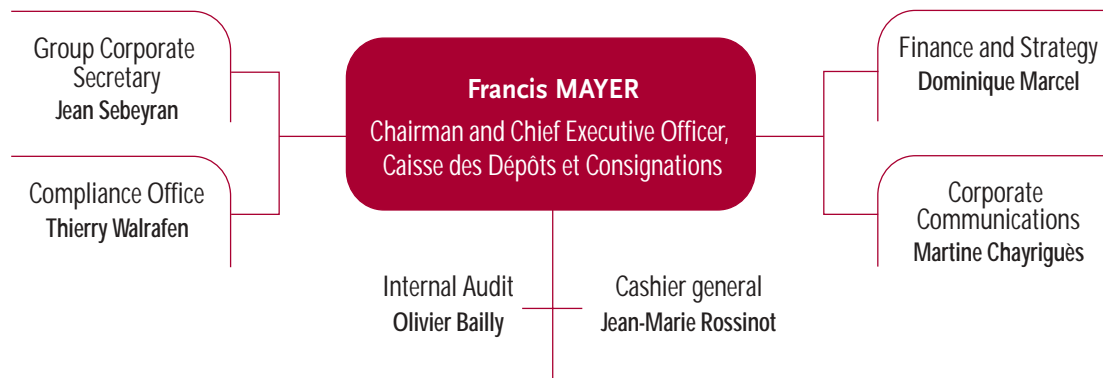 Group Corporate
Secretary
Jean Sebeyran
Compliance Office
Thierry Walrafen
Francis MAYER
Chairman and Chief Executive Officer,
Caisse des Dépôts et Consignations
Finance and Strategy
Dominique Marcel
Corporate
Communications
Martine Chayriguès
Internal Audit
Olivier Bailly
Cashier general
Jean-Marie Rossinot